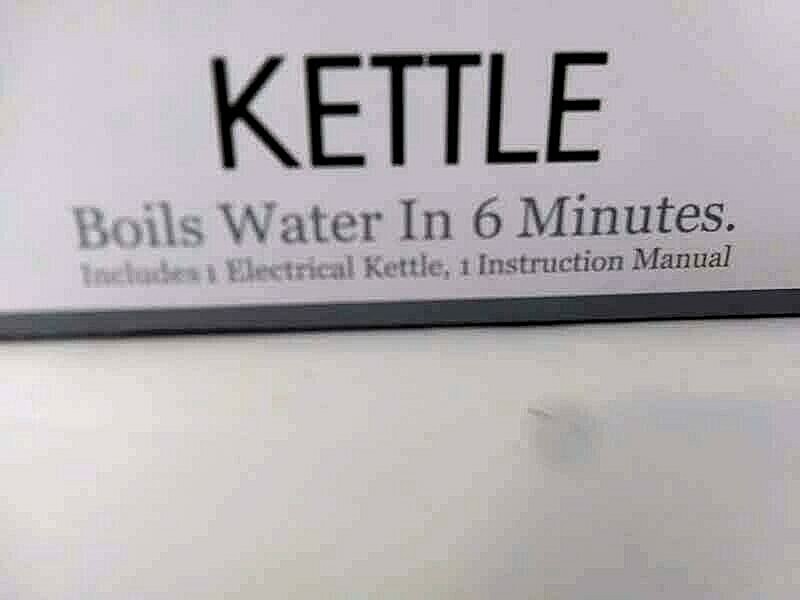 KETTLE
Boils Water In 6 Minutes.
Includes 1 Electrical Kettle, 1 Instruction Manual